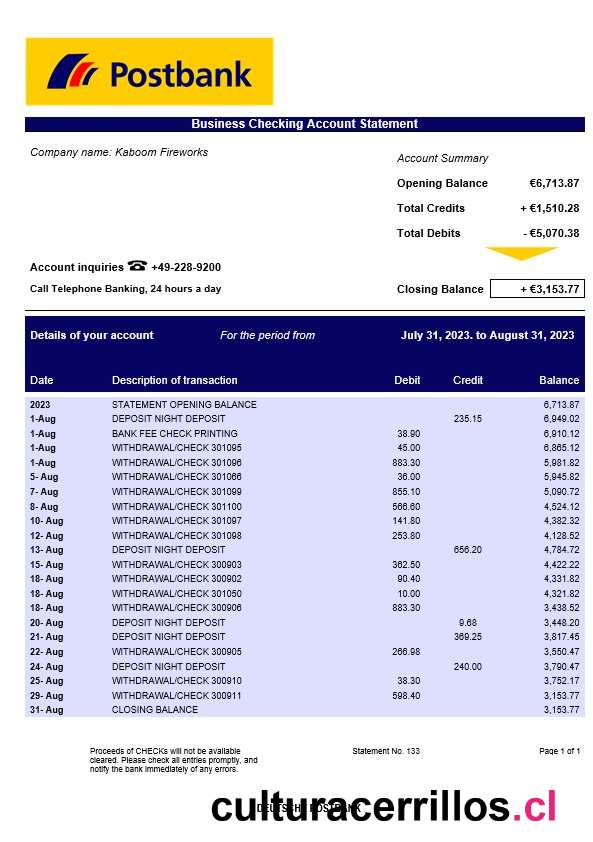 Postbank
Business Checking Account Statement
Company name: Kaboom Fireworks
Account Summary
Opening Balance €6,713.87
Total Credits + €1,510.28
Total Debits - €5,070.38
Account inquiries ☎ +49-228-9200
Call Telephone Banking, 24 hours a day
Closing Balance + €3,153.77
Details of your account For the period from July 31, 2023. to August 31, 2023
Date Description of transaction Debit Credit Balance
2023 STATEMENT OPENING BALANCE 6,713.87
1-Aug DEPOSIT NIGHT DEPOSIT 235.15 6,949.02
1-Aug BANK FEE CHECK PRINTING 38.90 6,910.12
1-Aug WITHDRAWAL/CHECK 301095 45.00 6,865.12
1-Aug WITHDRAWAL/CHECK 301096 883.30 5,981.82
5- Aug WITHDRAWAL/CHECK 301066 36.00 5,945.82
7- Aug WITHDRAWAL/CHECK 301099 855.10 5,090.72
8- Aug WITHDRAWAL/CHECK 301100 566.60 4,524.12
10- Aug WITHDRAWAL/CHECK 301097 141.80 4,382.32
12- Aug WITHDRAWAL/CHECK 301098 253.80 4,128.52
13- Aug DEPOSIT NIGHT DEPOSIT 656.20 4,784.72
15- Aug WITHDRAWAL/CHECK 300903 362.50 4,422.22
18- Aug WITHDRAWAL/CHECK 300902 90.40 4,331.82
18- Aug WITHDRAWAL/CHECK 301050 10.00 4,321.82
18- Aug WITHDRAWAL/CHECK 300906 883.30 3,438.52
20- Aug DEPOSIT NIGHT DEPOSIT 9.68 3,448.20
21- Aug DEPOSIT NIGHT DEPOSIT 369.25 3,817.45
22- Aug WITHDRAWAL/CHECK 300905 266.98 3,550.47
24- Aug DEPOSIT NIGHT DEPOSIT 240.00 3,790.47
25- Aug WITHDRAWAL/CHECK 300910 38.30 3,752.17
29- Aug WITHDRAWAL/CHECK 300911 598.40 3,153.77
31- Aug CLOSING BALANCE 3,153.77
Proceeds of CHECKs will not be available
cleared. Please check all entries promptly, and
notify the bank immediately of any errors.
Statement No. 133
Page 1 of 1
DEUTSCHE POSTBANK
culturacerrillos.cl